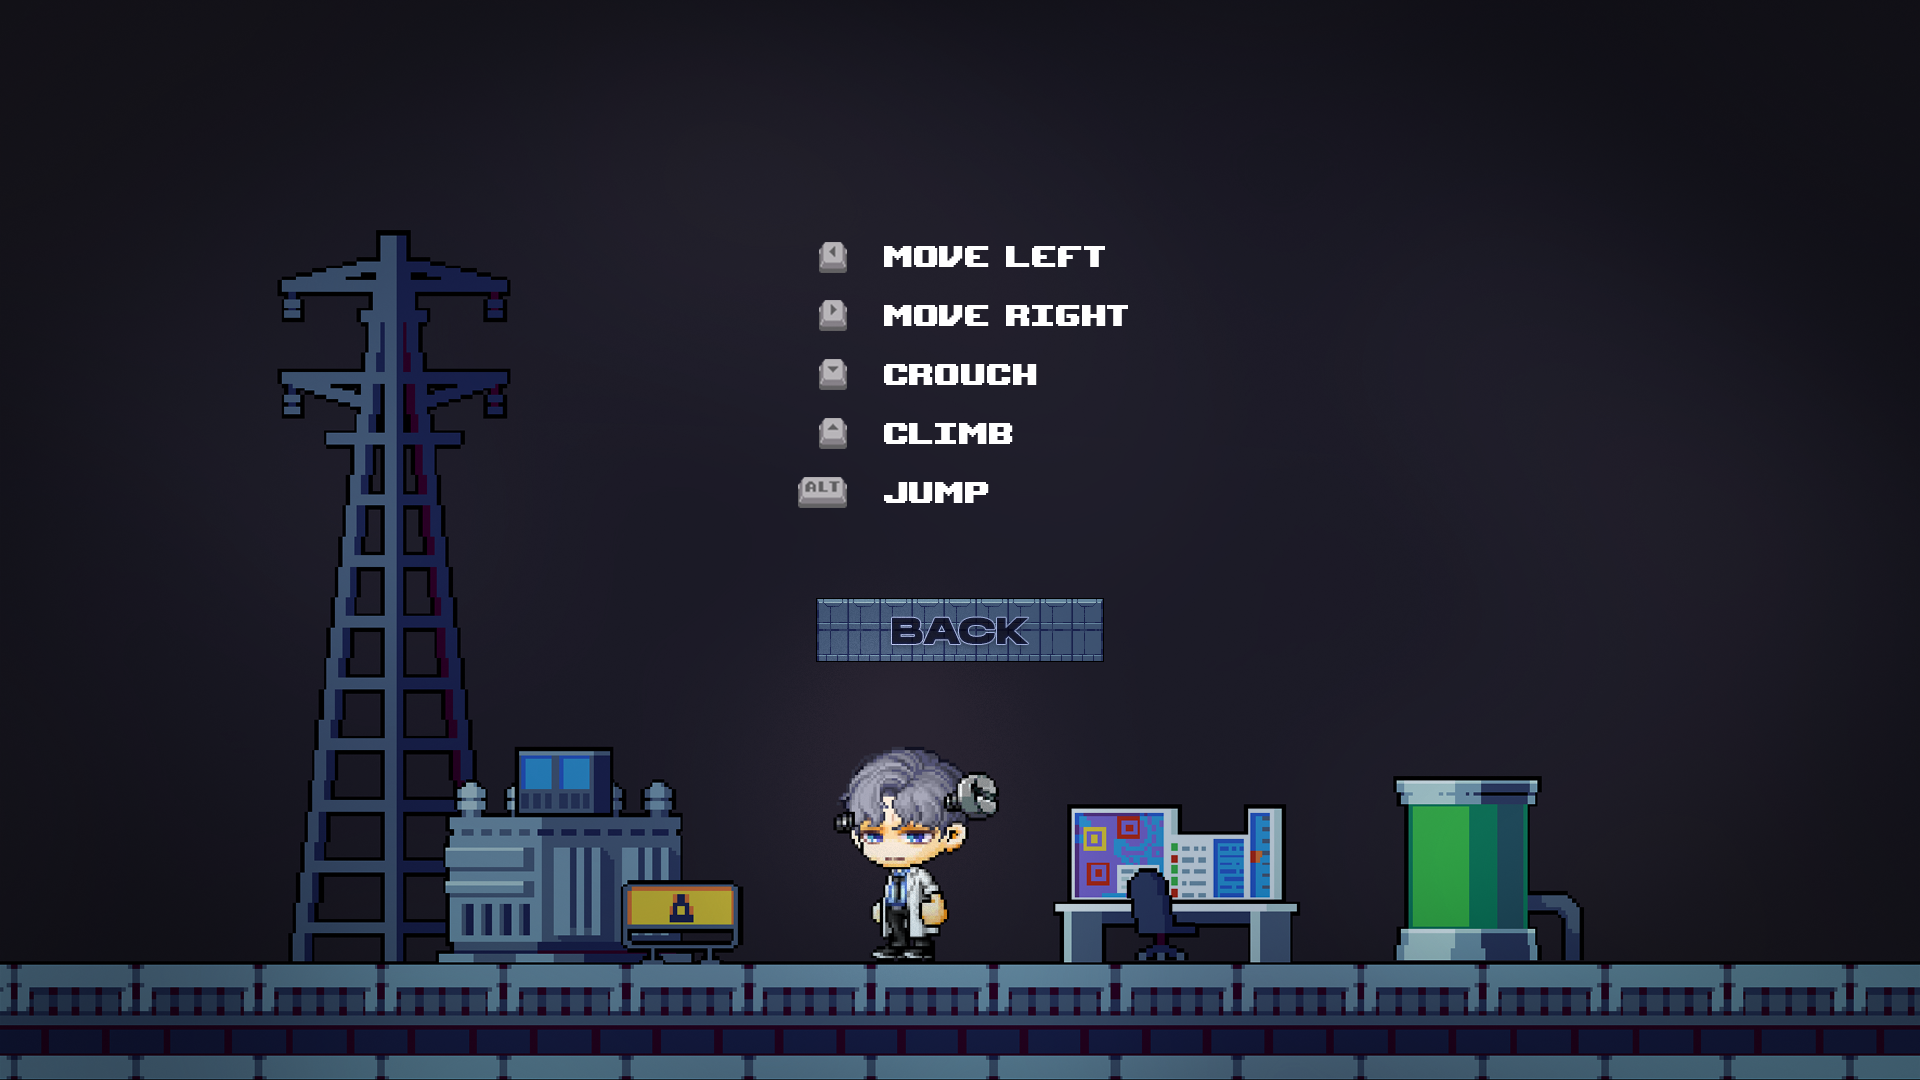 MOVE LEFT
MOVE RIGHT
CROUCH
CLIMB
ALT JUMP
BACK